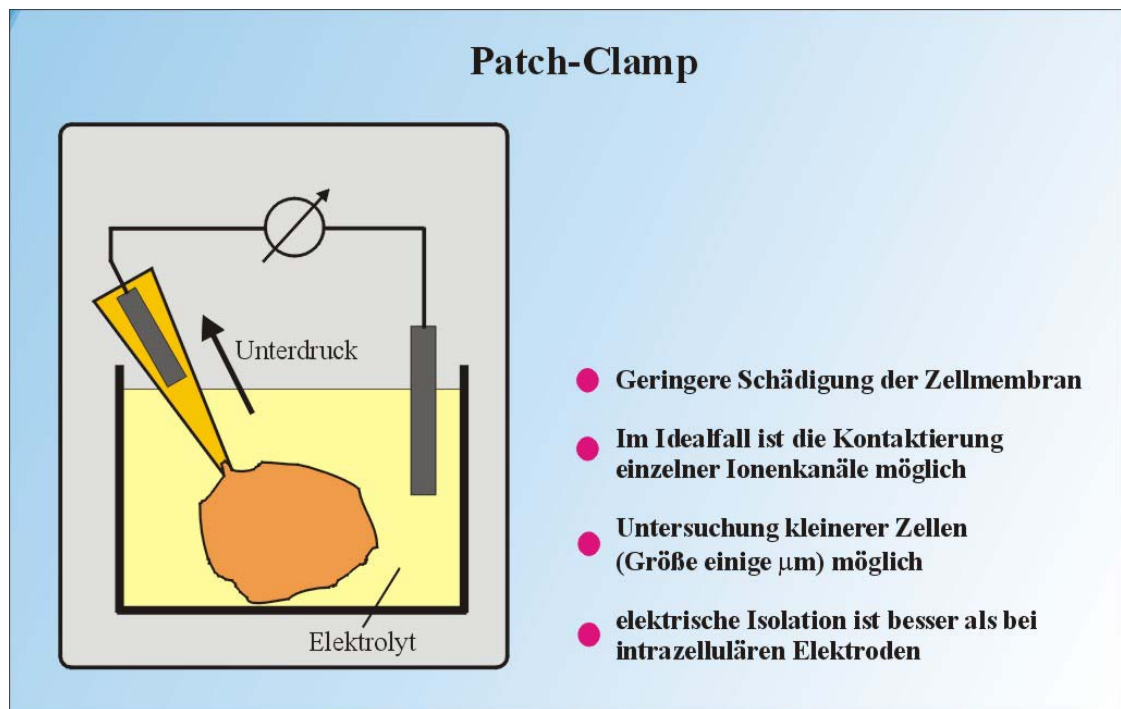 Patch-Clamp
Unterdruck
Elektrolyt
Geringere Schädigung der Zellmembran
Im Idealfall ist die Kontaktierung
einzelner Ionenkanäle möglich
Untersuchung kleinerer Zellen
(Größe einige μm) möglich
elektrische Isolation ist besser als bei
intrazellulären Elektroden